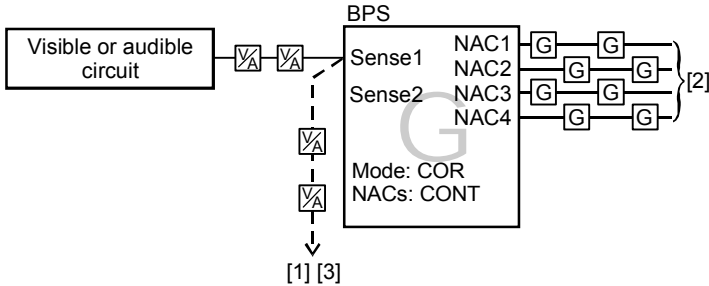 BPS
Visible or audible
circuit
V/A V/A
Sense1
Sense2
V/A
V/A
NAC1 G G
NAC2 G G
NAC3 G G
NAC4 G G
[2]
G
Mode: COR
NACs: CONT
[1] [3]